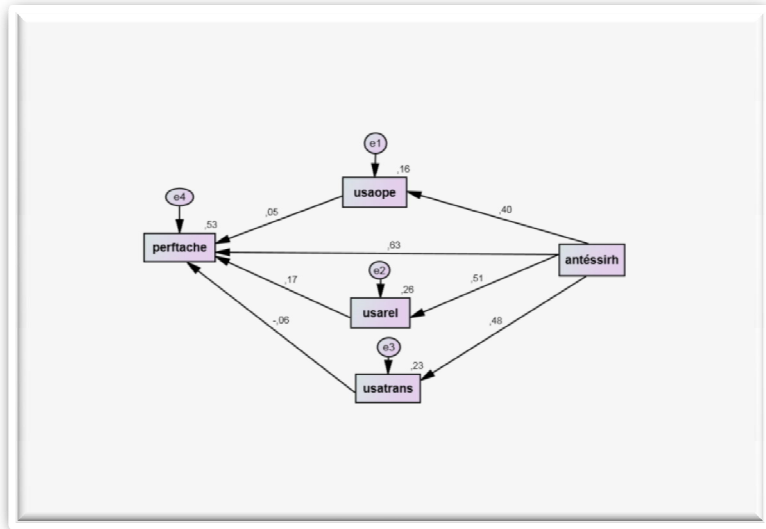 e1
,16
usaope
e4
,05
,40
,53
perftache
,63
antéssirh
e2
,17
,51
,26
usarel
-,06
,48
e3
,23
usatrans